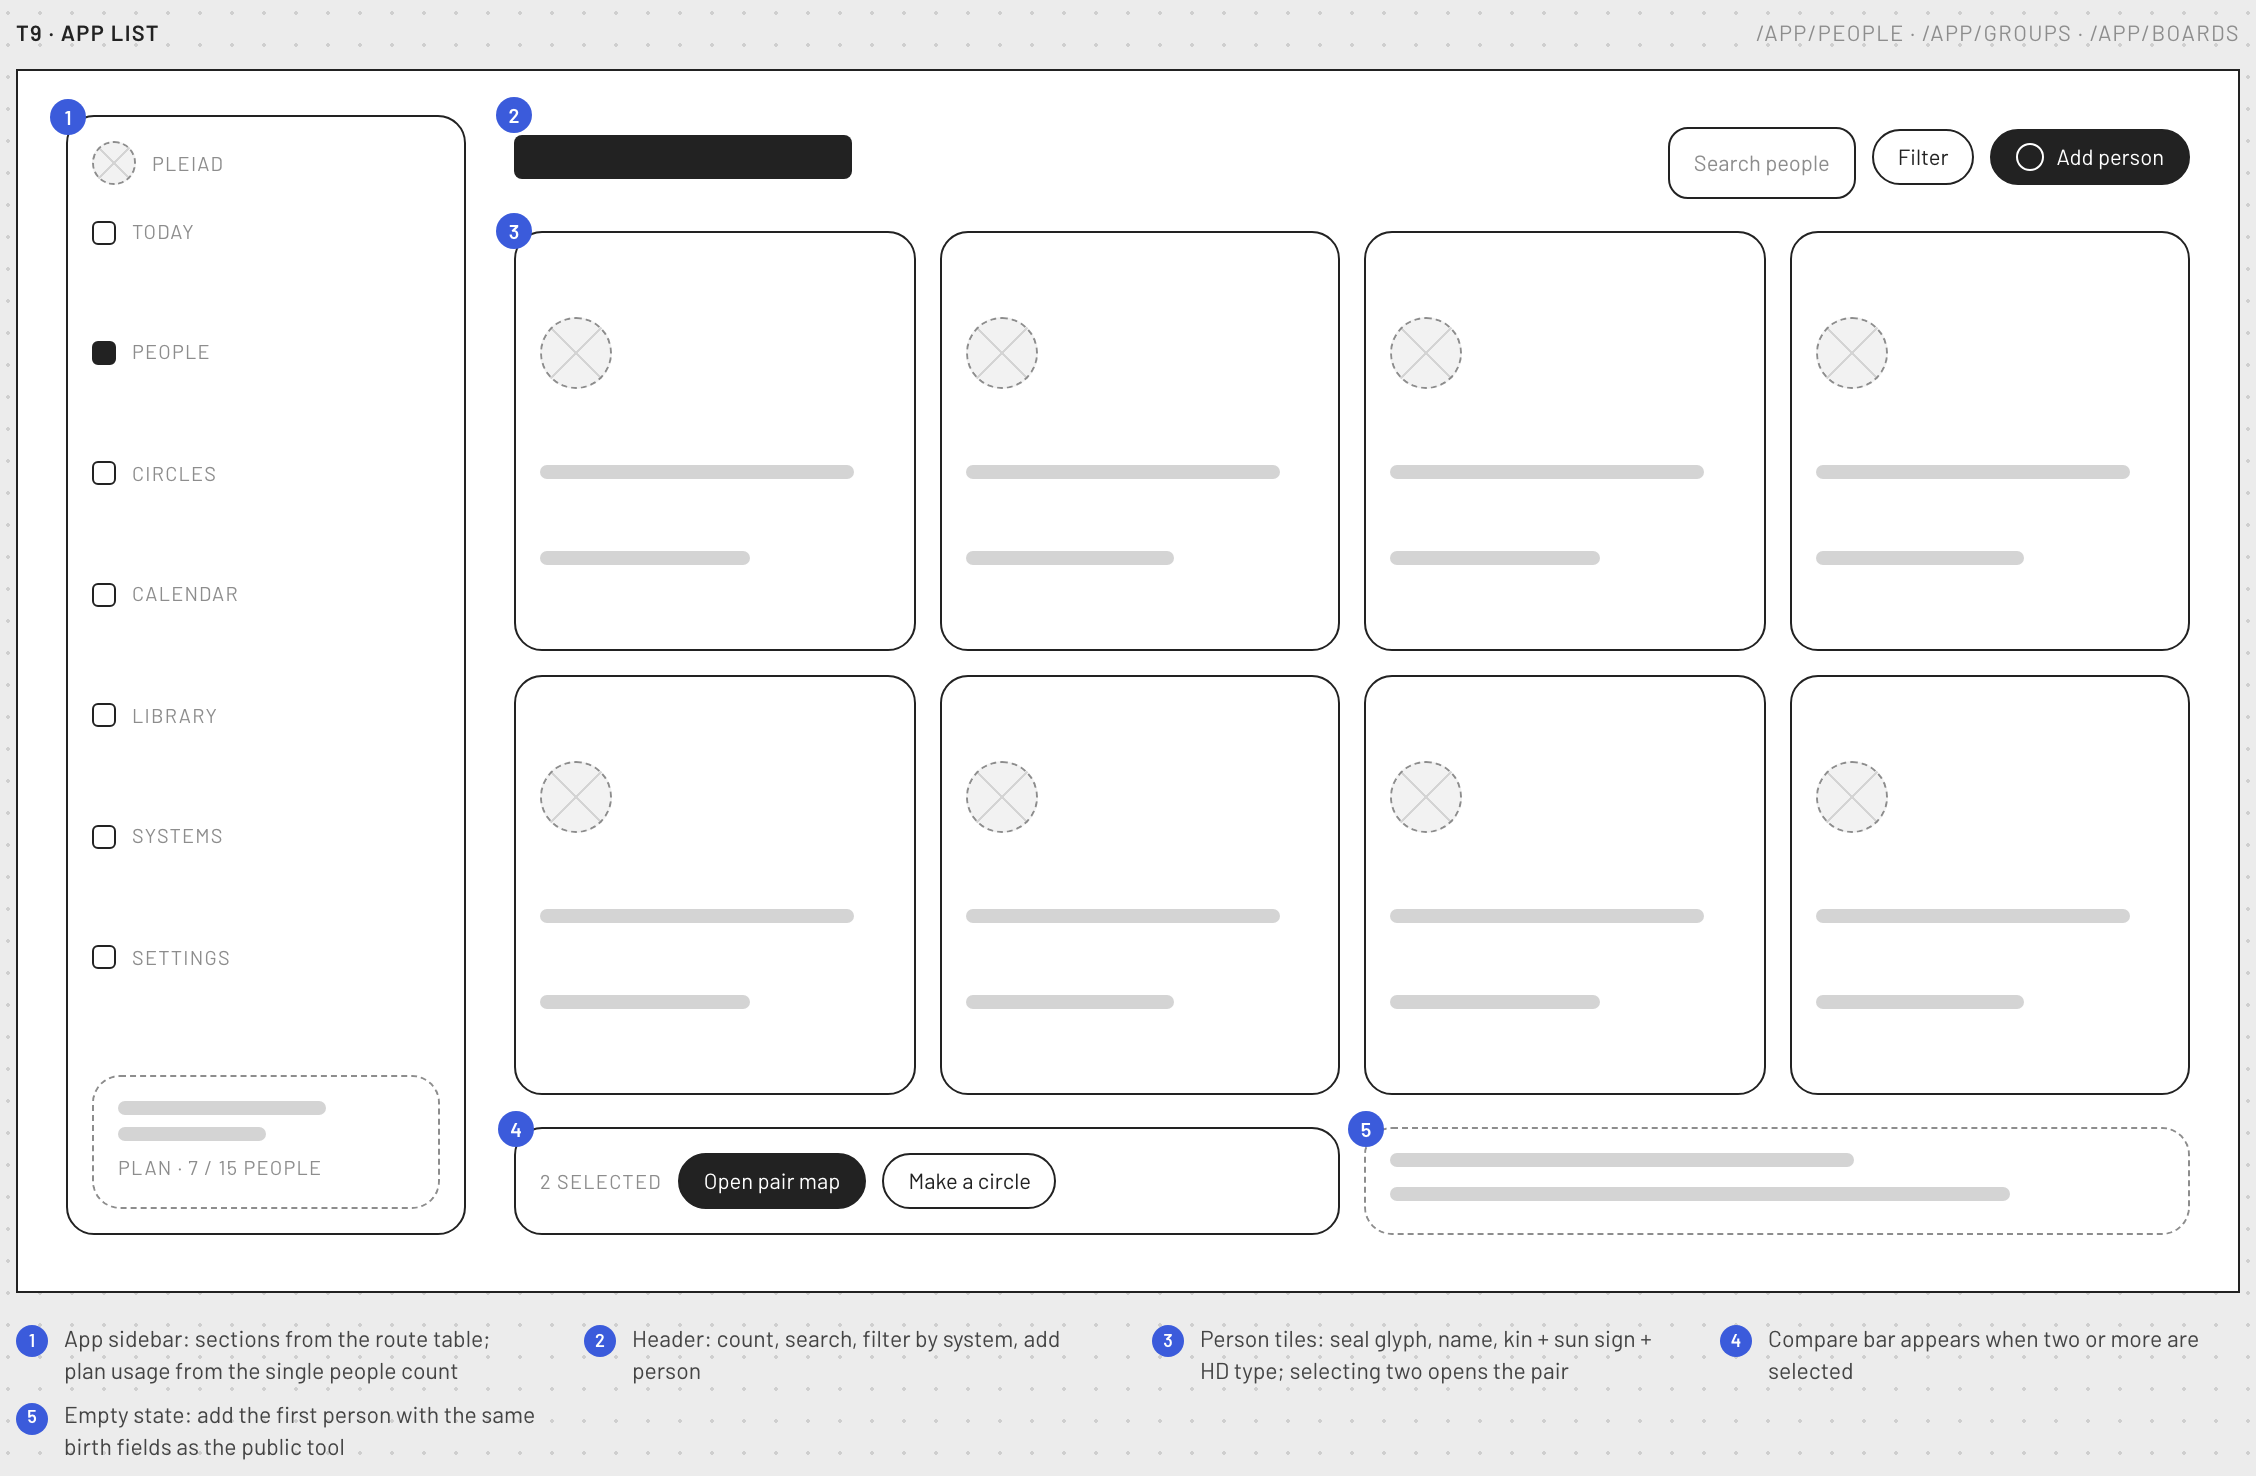 T9 · APP LIST
/APP/PEOPLE · /APP/GROUPS · /APP/BOARDS
1
PLEIAD
TODAY
PEOPLE
CIRCLES
CALENDAR
LIBRARY
SYSTEMS
SETTINGS
PLAN · 7 / 15 PEOPLE
2
Search people
Filter
Add person
3
4
2 SELECTED
Open pair map
Make a circle
5
1 App sidebar: sections from the route table;
plan usage from the single people count
2 Header: count, search, filter by system, add
person
3 Person tiles: seal glyph, name, kin + sun sign +
HD type; selecting two opens the pair
4 Compare bar appears when two or more are
selected
5 Empty state: add the first person with the same
birth fields as the public tool